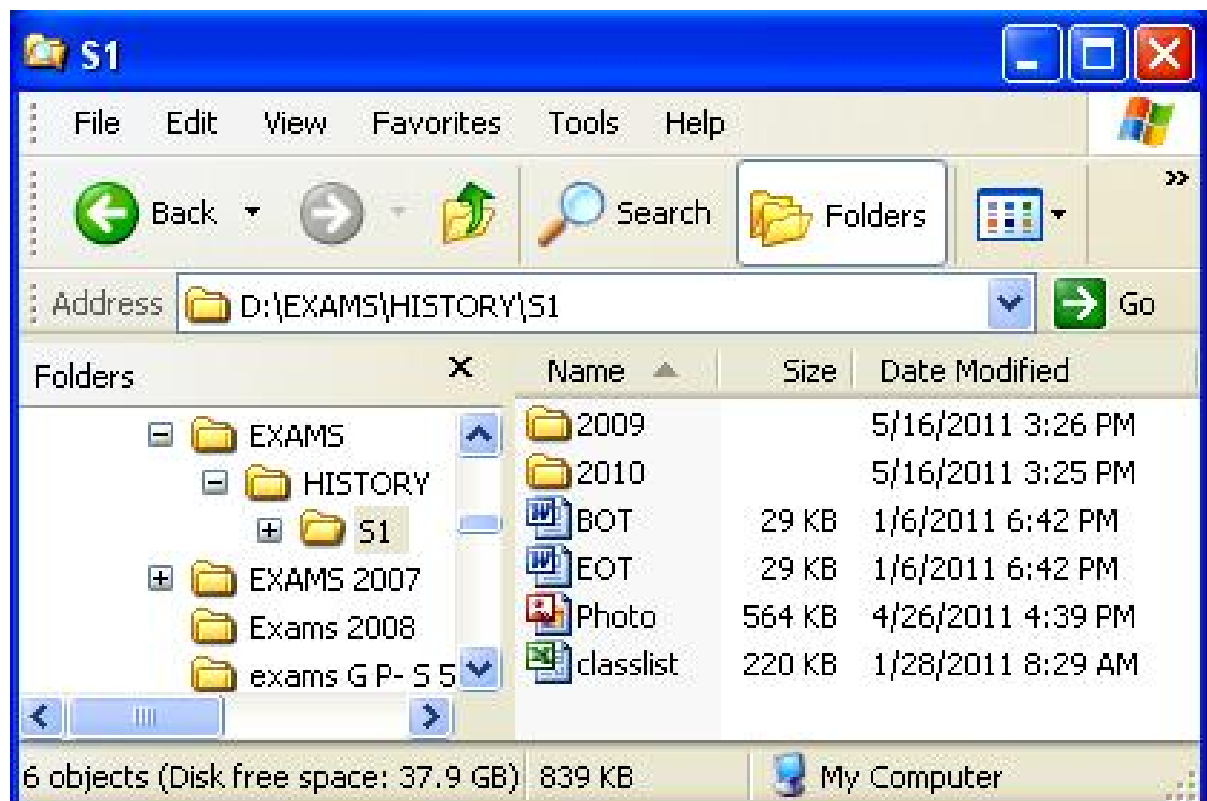 S1
File Edit View Favorites Tools Help
Back Search Folders »
Address D:\EXAMS\HISTORY\S1 Go
Folders X Name Size Date Modified
EXAMS
HISTORY
S1
EXAMS 2007
Exams 2008
exams G P- S 5
2009 5/16/2011 3:26 PM
2010 5/16/2011 3:25 PM
BOT 29 KB 1/6/2011 6:42 PM
EOT 29 KB 1/6/2011 6:42 PM
Photo 564 KB 4/26/2011 4:39 PM
classlist 220 KB 1/28/2011 8:29 AM
6 objects (Disk free space: 37.9 GB) 839 KB My Computer